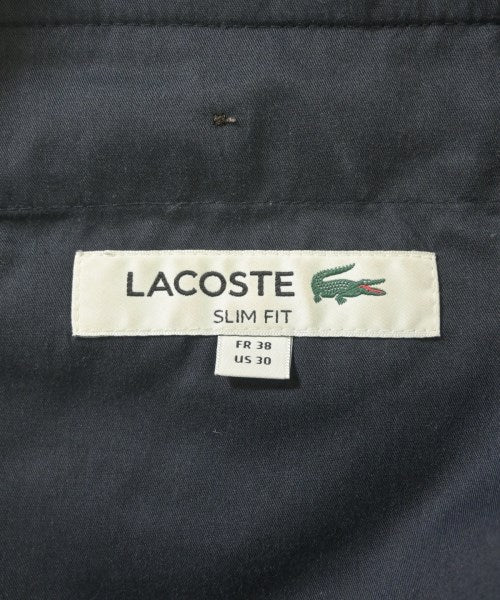 LACOSTE
SLIM FIT
FR 38
US 30